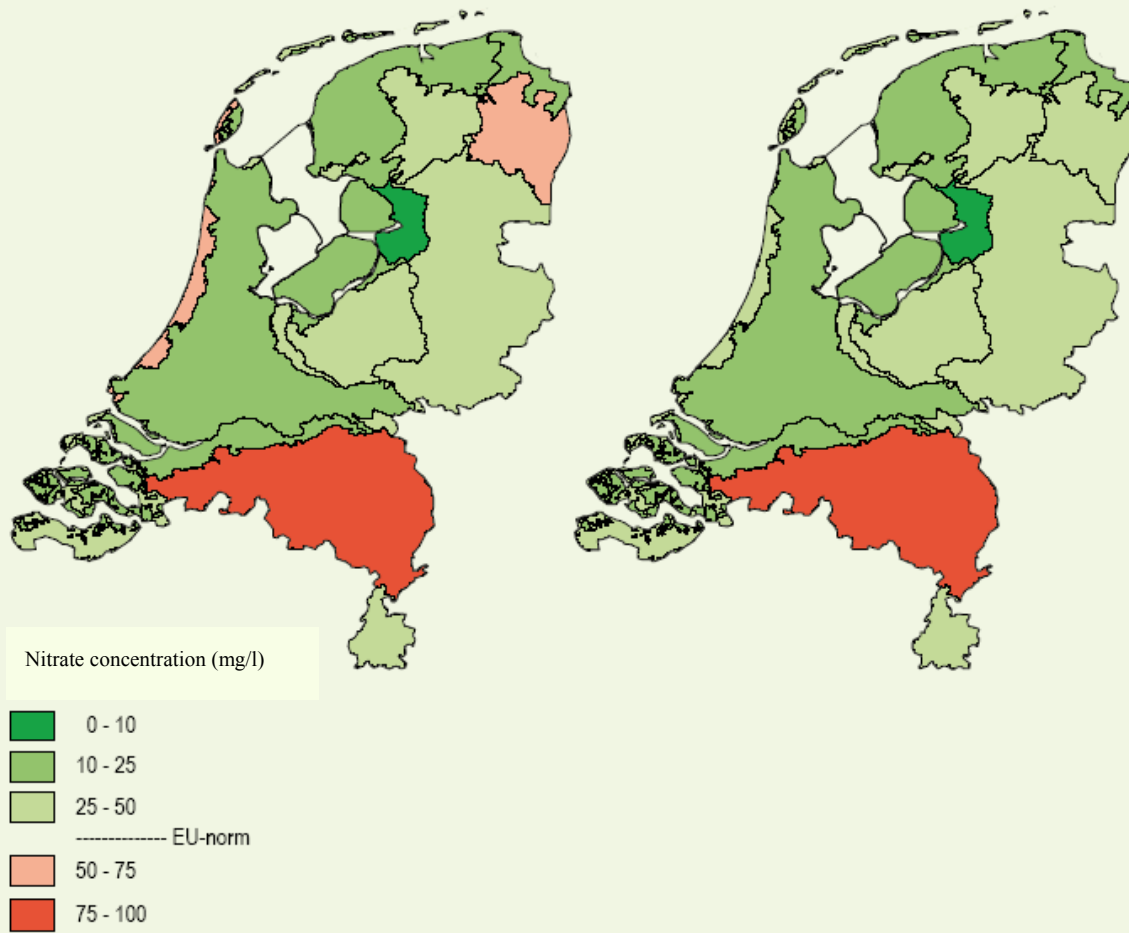 Nitrate concentration (mg/l)
0 - 10
10 - 25
25 - 50
-------------- EU-norm
50 - 75
75 - 100